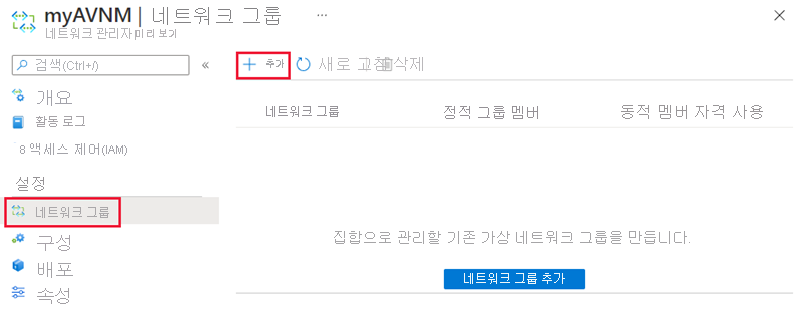 myAVNM | 네트워크 그룹 ...
네트워크 관리자미리 보기
검색(Ctrl+/) «
추가 새로 고침 삭제
개요
활동 로그
8 액세스 제어(IAM)
설정
네트워크 그룹
구성
배포
속성
네트워크 그룹 정적 그룹 멤버 동적 멤버 자격 사용
집합으로 관리할 기존 가상 네트워크 그룹을 만듭니다.
네트워크 그룹 추가